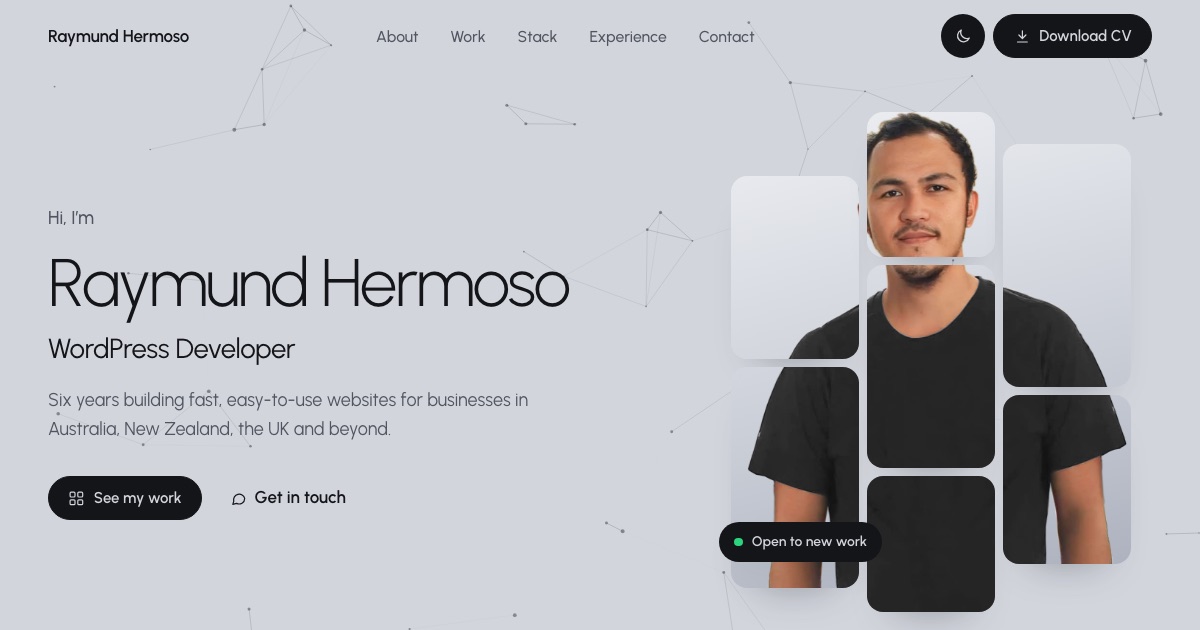 Raymund Hermoso
About
Work
Stack
Experience
Contact
Download CV
Hi, I'm
Raymund Hermoso
WordPress Developer
Six years building fast, easy-to-use websites for businesses in
Australia, New Zealand, the UK and beyond.
See my work
Get in touch
Open to new work